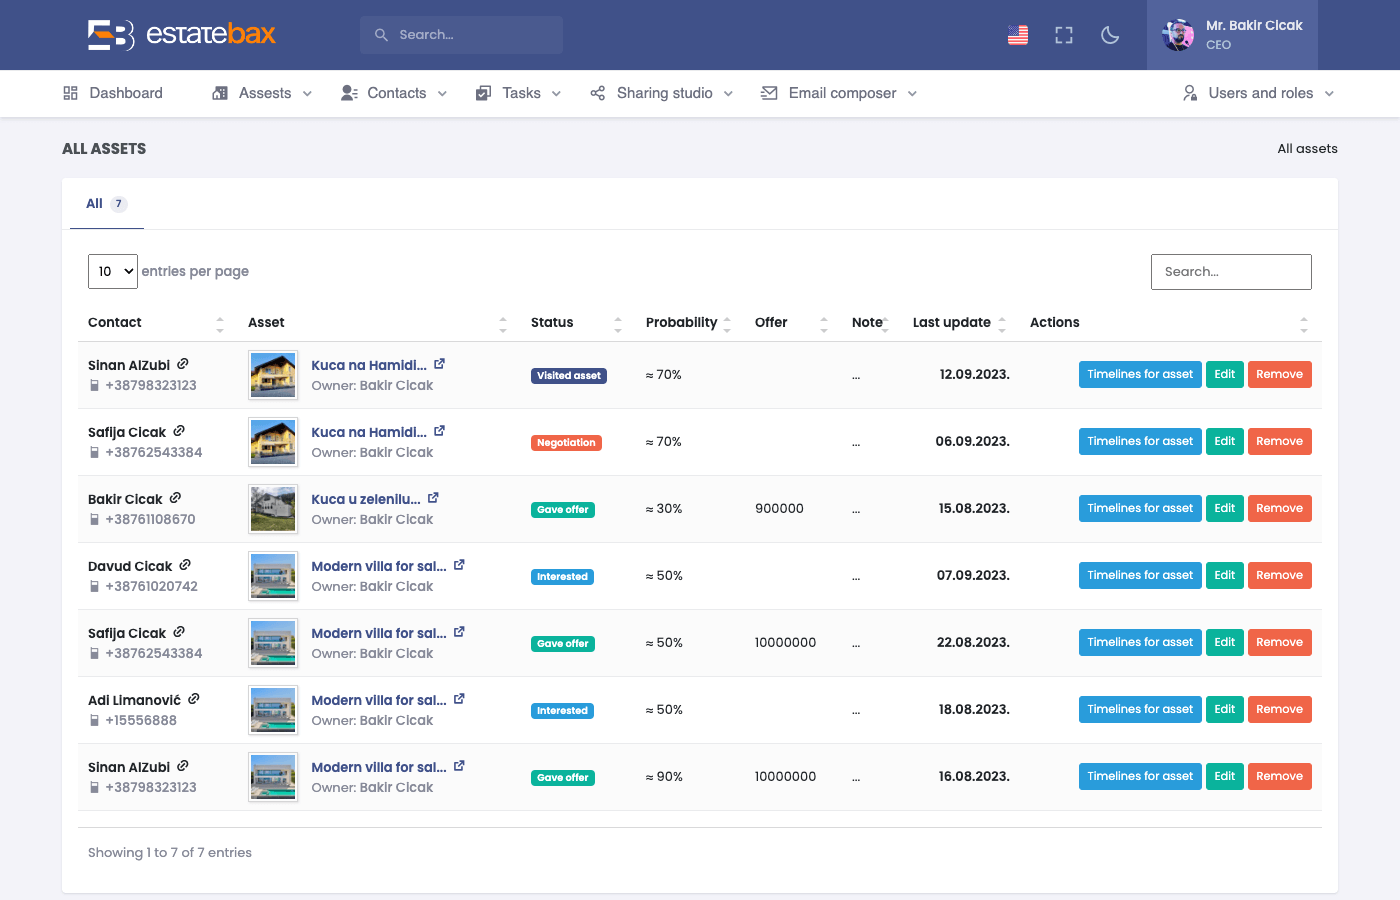 estatebax
Search...
Mr. Bakir Cicak
CEO
Dashboard
Assests
Contacts
Tasks
Sharing studio
Email composer
Users and roles
ALL ASSETS
All assets
All 7
10 entries per page
Search...
Contact Asset Status Probability Offer Note Last update Actions
Sinan AlZubi
+38798323123
Kuca na Hamidi...
Owner: Bakir Cicak
Visited asset
≈ 70%
...
12.09.2023.
Timelines for asset Edit Remove
Safija Cicak
+38762543384
Kuca na Hamidi...
Owner: Bakir Cicak
Negotiation
≈ 70%
...
06.09.2023.
Timelines for asset Edit Remove
Bakir Cicak
+38761108670
Kuca u zelenilu...
Owner: Bakir Cicak
Gave offer
≈ 30%
900000
...
15.08.2023.
Timelines for asset Edit Remove
Davud Cicak
+38761020742
Modern villa for sal...
Owner: Bakir Cicak
Interested
≈ 50%
...
07.09.2023.
Timelines for asset Edit Remove
Safija Cicak
+38762543384
Modern villa for sal...
Owner: Bakir Cicak
Gave offer
≈ 50%
10000000
...
22.08.2023.
Timelines for asset Edit Remove
Adi Limanović
+15556888
Modern villa for sal...
Owner: Bakir Cicak
Interested
≈ 50%
...
18.08.2023.
Timelines for asset Edit Remove
Sinan AlZubi
+38798323123
Modern villa for sal...
Owner: Bakir Cicak
Gave offer
≈ 90%
10000000
...
16.08.2023.
Timelines for asset Edit Remove
Showing 1 to 7 of 7 entries